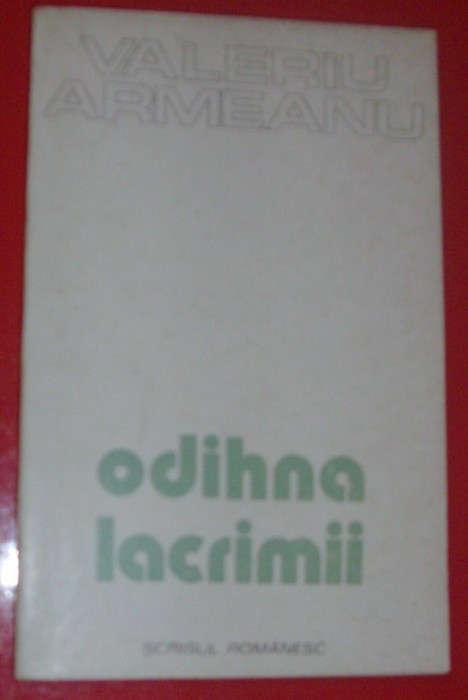 VALERIU
ARMEANU
odihna
lacrimii
SCRISUL ROMÂNESC